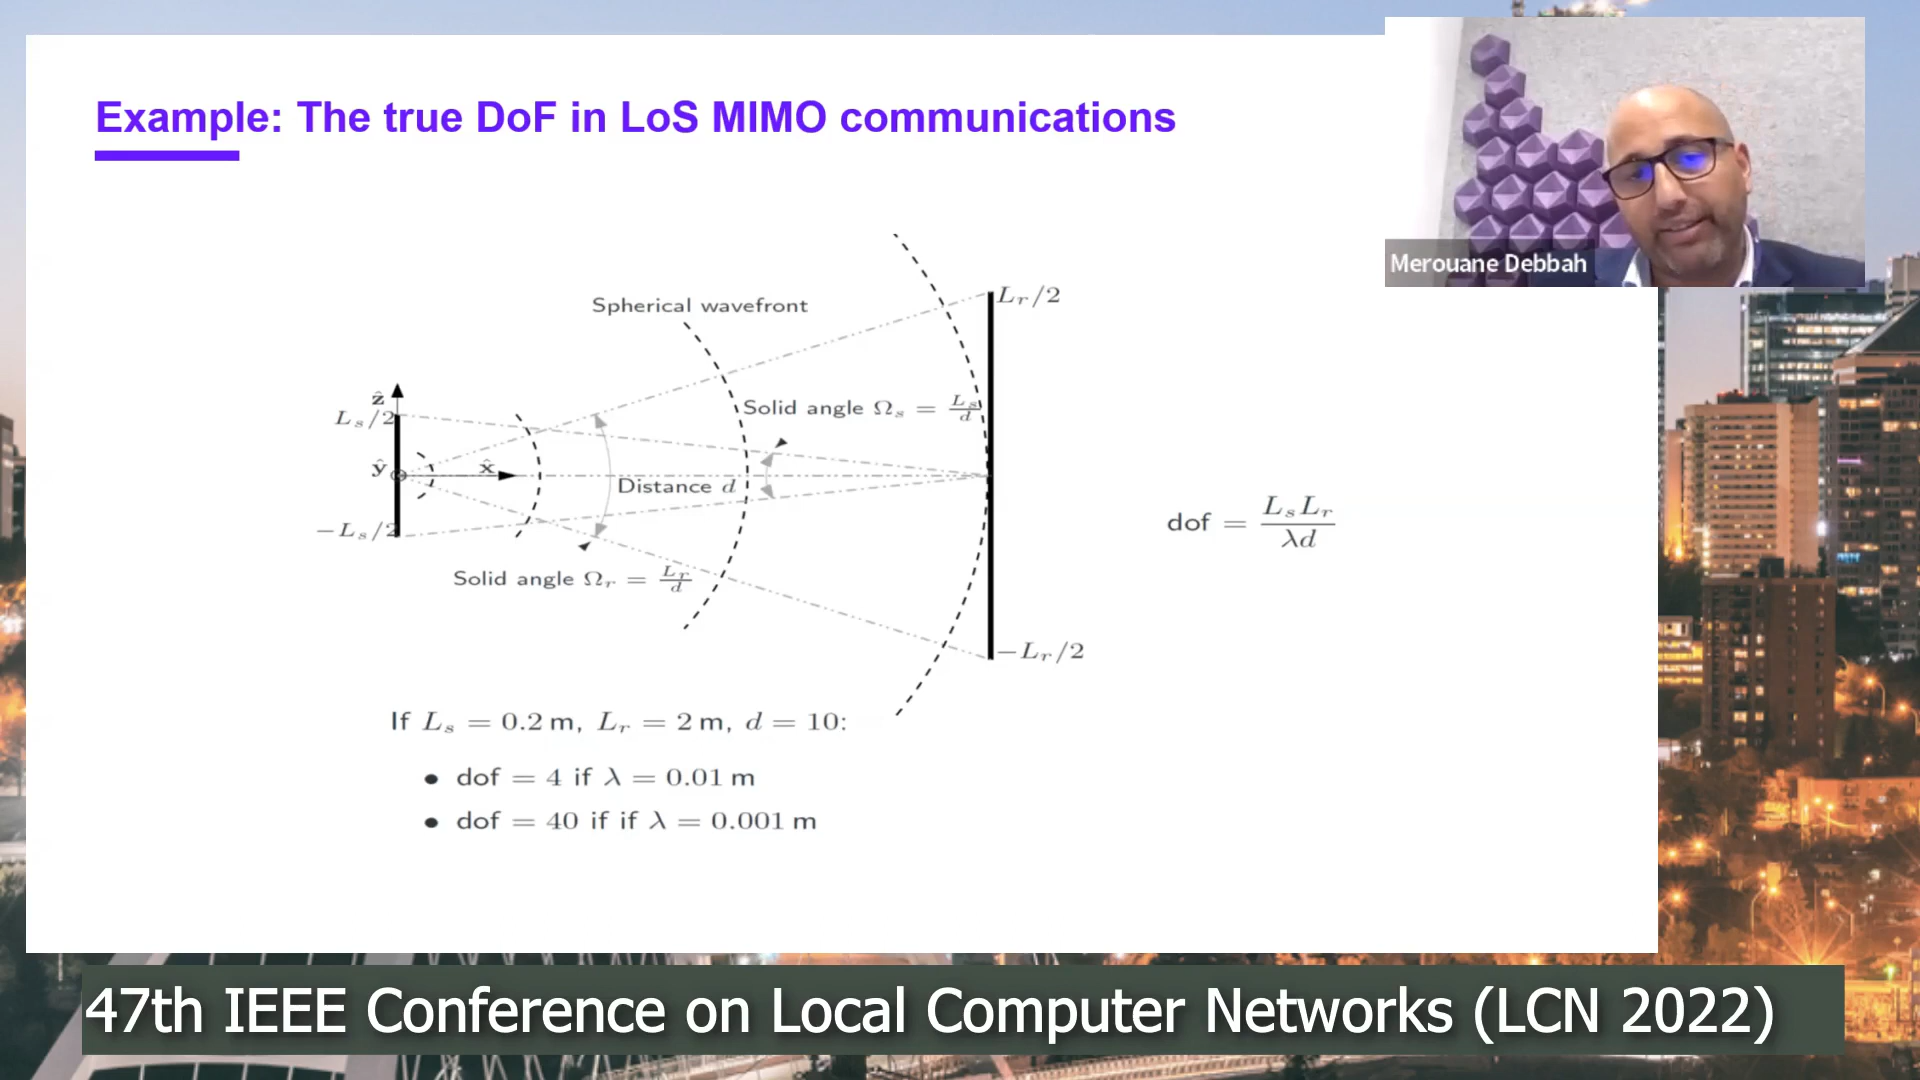 Example: The true DoF in LoS MIMO communications
Merouane Debbah
Spherical wavefront
L_r/2
ẑ
L_s/2
Solid angle Ω_s = L_s/d
ŷ
x̂
Distance d
−L_s/2
dof = L_s L_r / λd
Solid angle Ω_r = L_r/d
−L_r/2
If L_s = 0.2 m, L_r = 2 m, d = 10:
• dof = 4 if λ = 0.01 m
• dof = 40 if if λ = 0.001 m
47th IEEE Conference on Local Computer Networks (LCN 2022)